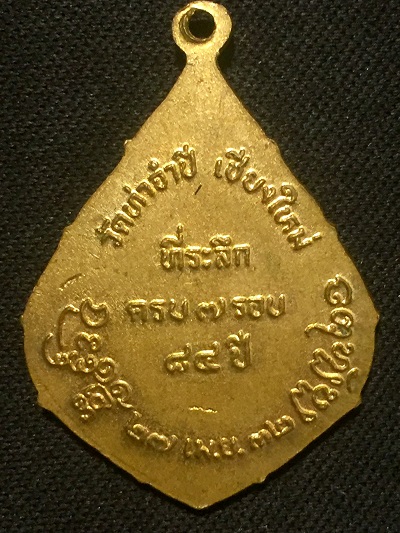 วัดท่าจำปี เชียงใหม่
ที่ระลึก
ครบ ๗ รอบ
๘๔ ปี
๒๗ เม.ย. ๓๒